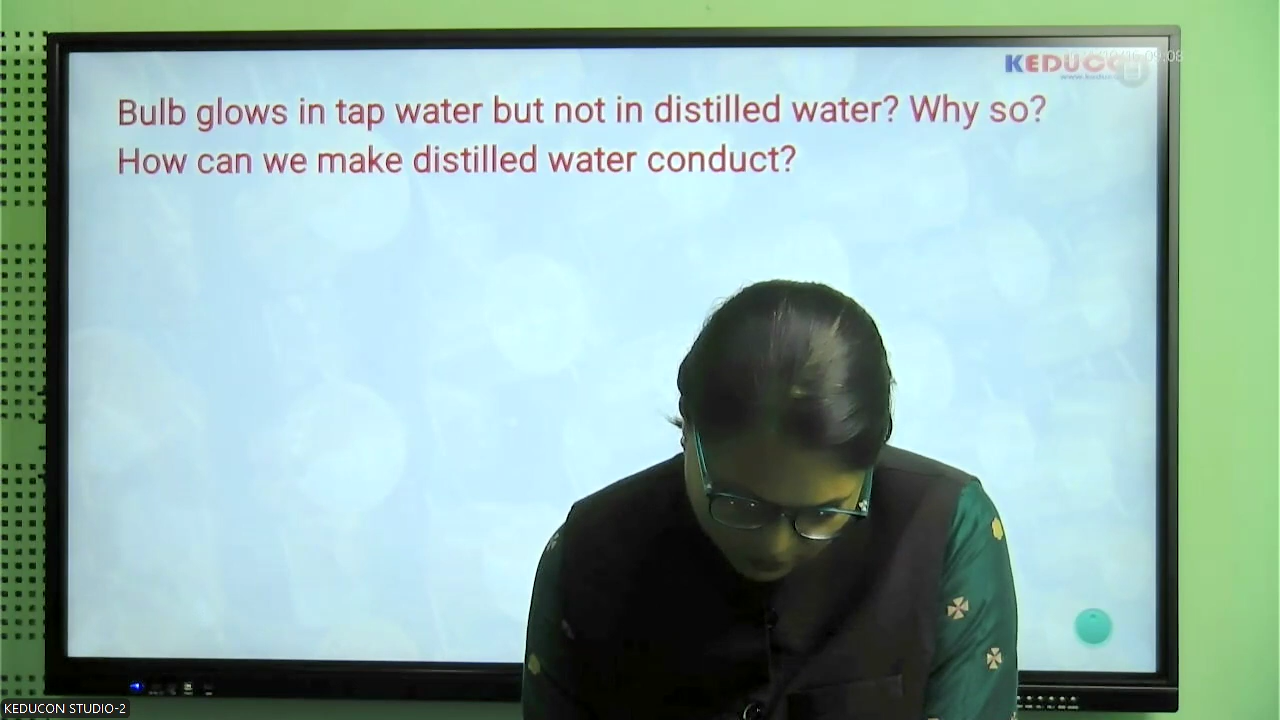 KEDUCO
Bulb glows in tap water but not in distilled water? Why so?
How can we make distilled water conduct?
KEDUCON STUDIO-2